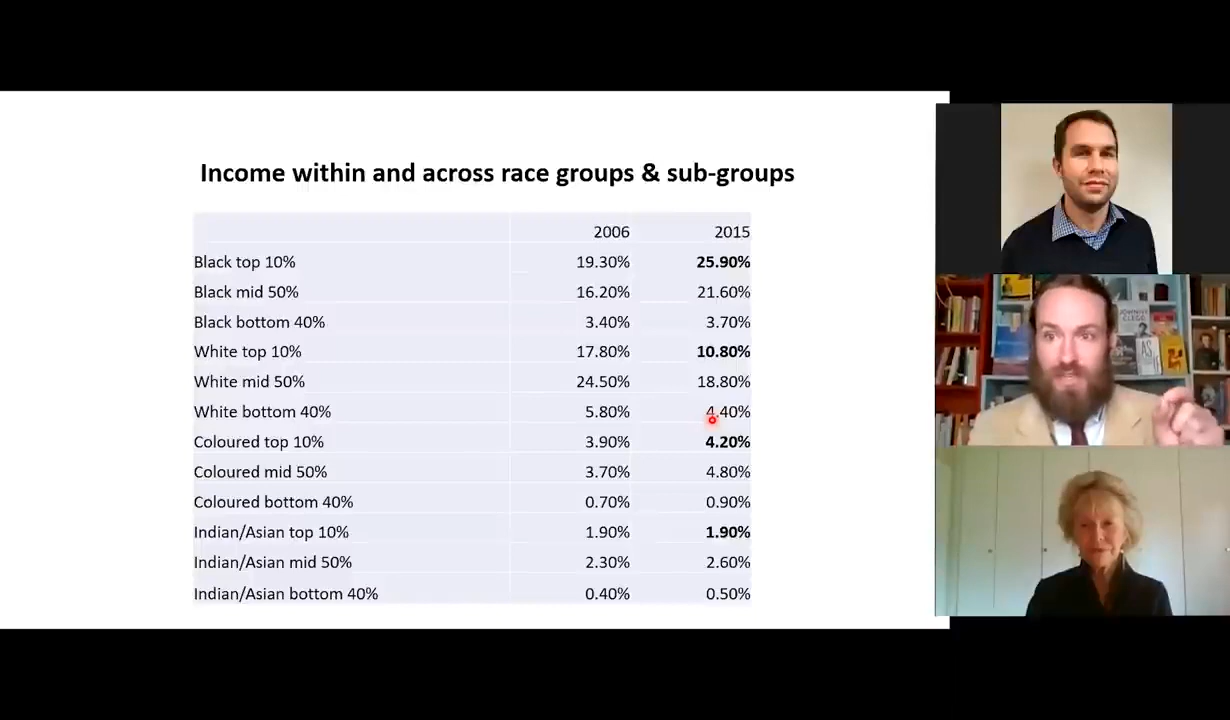 Income within and across race groups & sub-groups
2006 2015
Black top 10% 19.30% 25.90%
Black mid 50% 16.20% 21.60%
Black bottom 40% 3.40% 3.70%
White top 10% 17.80% 10.80%
White mid 50% 24.50% 18.80%
White bottom 40% 5.80% 4.40%
Coloured top 10% 3.90% 4.20%
Coloured mid 50% 3.70% 4.80%
Coloured bottom 40% 0.70% 0.90%
Indian/Asian top 10% 1.90% 1.90%
Indian/Asian mid 50% 2.30% 2.60%
Indian/Asian bottom 40% 0.40% 0.50%
JOHNNY
CLEGG
AS
IF